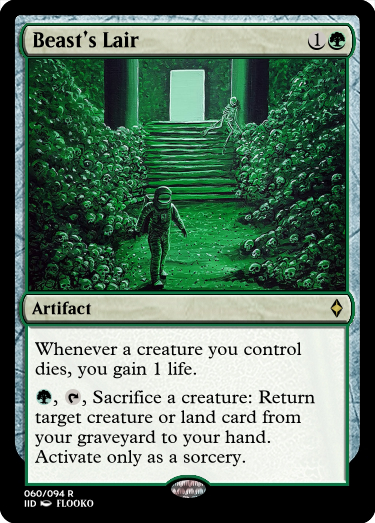 Beast's Lair 1
Artifact
Whenever a creature you control
dies, you gain 1 life.
, , Sacrifice a creature: Return
target creature or land card from
your graveyard to your hand.
Activate only as a sorcery.
060/094 R
IID FLOOKO